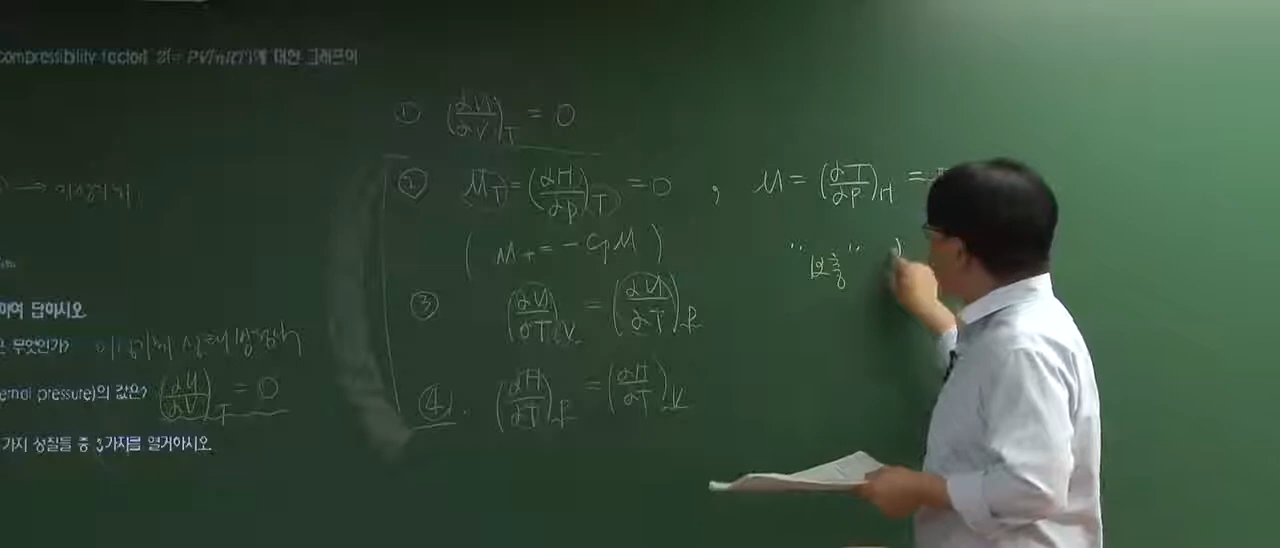 compressibility factor) Z(= PV/nRT)에 대한 그래프이
① (∂U/∂V)_T = 0
② μ_T = (∂H/∂P)_T = 0 , μ = (∂T/∂P)_H =
→ 이상기체
( μ_T = -C_P μ )
" 보충 "
하여 답하시오.
③ (∂U/∂T)_V = (∂U/∂T)_P
은 무엇인가? 이상기체 상태방정식
ernal pressure)의 값은? (∂U/∂V)_T = 0
④. (∂H/∂T)_P = (∂H/∂T)_V
가지 성질들 중 3가지를 열거하시오.